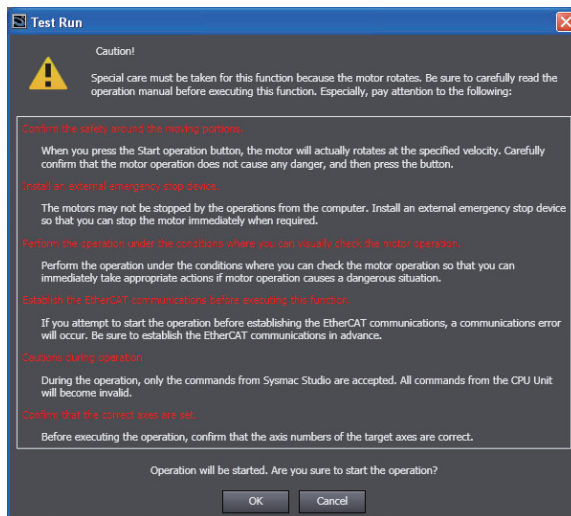 Test Run
Caution!
Special care must be taken for this function because the motor rotates. Be sure to carefully read the
operation manual before executing this function. Especially, pay attention to the following:
Confirm the safety around the moving portions.
When you press the Start operation button, the motor will actually rotates at the specified velocity. Carefully
confirm that the motor operation does not cause any danger, and then press the button.
Install an external emergency stop device.
The motors may not be stopped by the operations from the computer. Install an external emergency stop device
so that you can stop the motor immediately when required.
Perform the operation under the conditions where you can visually check the motor operation.
Perform the operation under the conditions where you can check the motor operation so that you can
immediately take appropriate actions if motor operation causes a dangerous situation.
Establish the EtherCAT communications before executing this function.
If you attempt to start the operation before establishing the EtherCAT communications, a communications error
will occur. Be sure to establish the EtherCAT communications in advance.
Cautions during operation
During the operation, only the commands from Sysmac Studio are accepted. All commands from the CPU Unit
will become invalid.
Confirm that the correct axes are set.
Before executing the operation, confirm that the axis numbers of the target axes are correct.
Operation will be started. Are you sure to start the operation?
OK Cancel